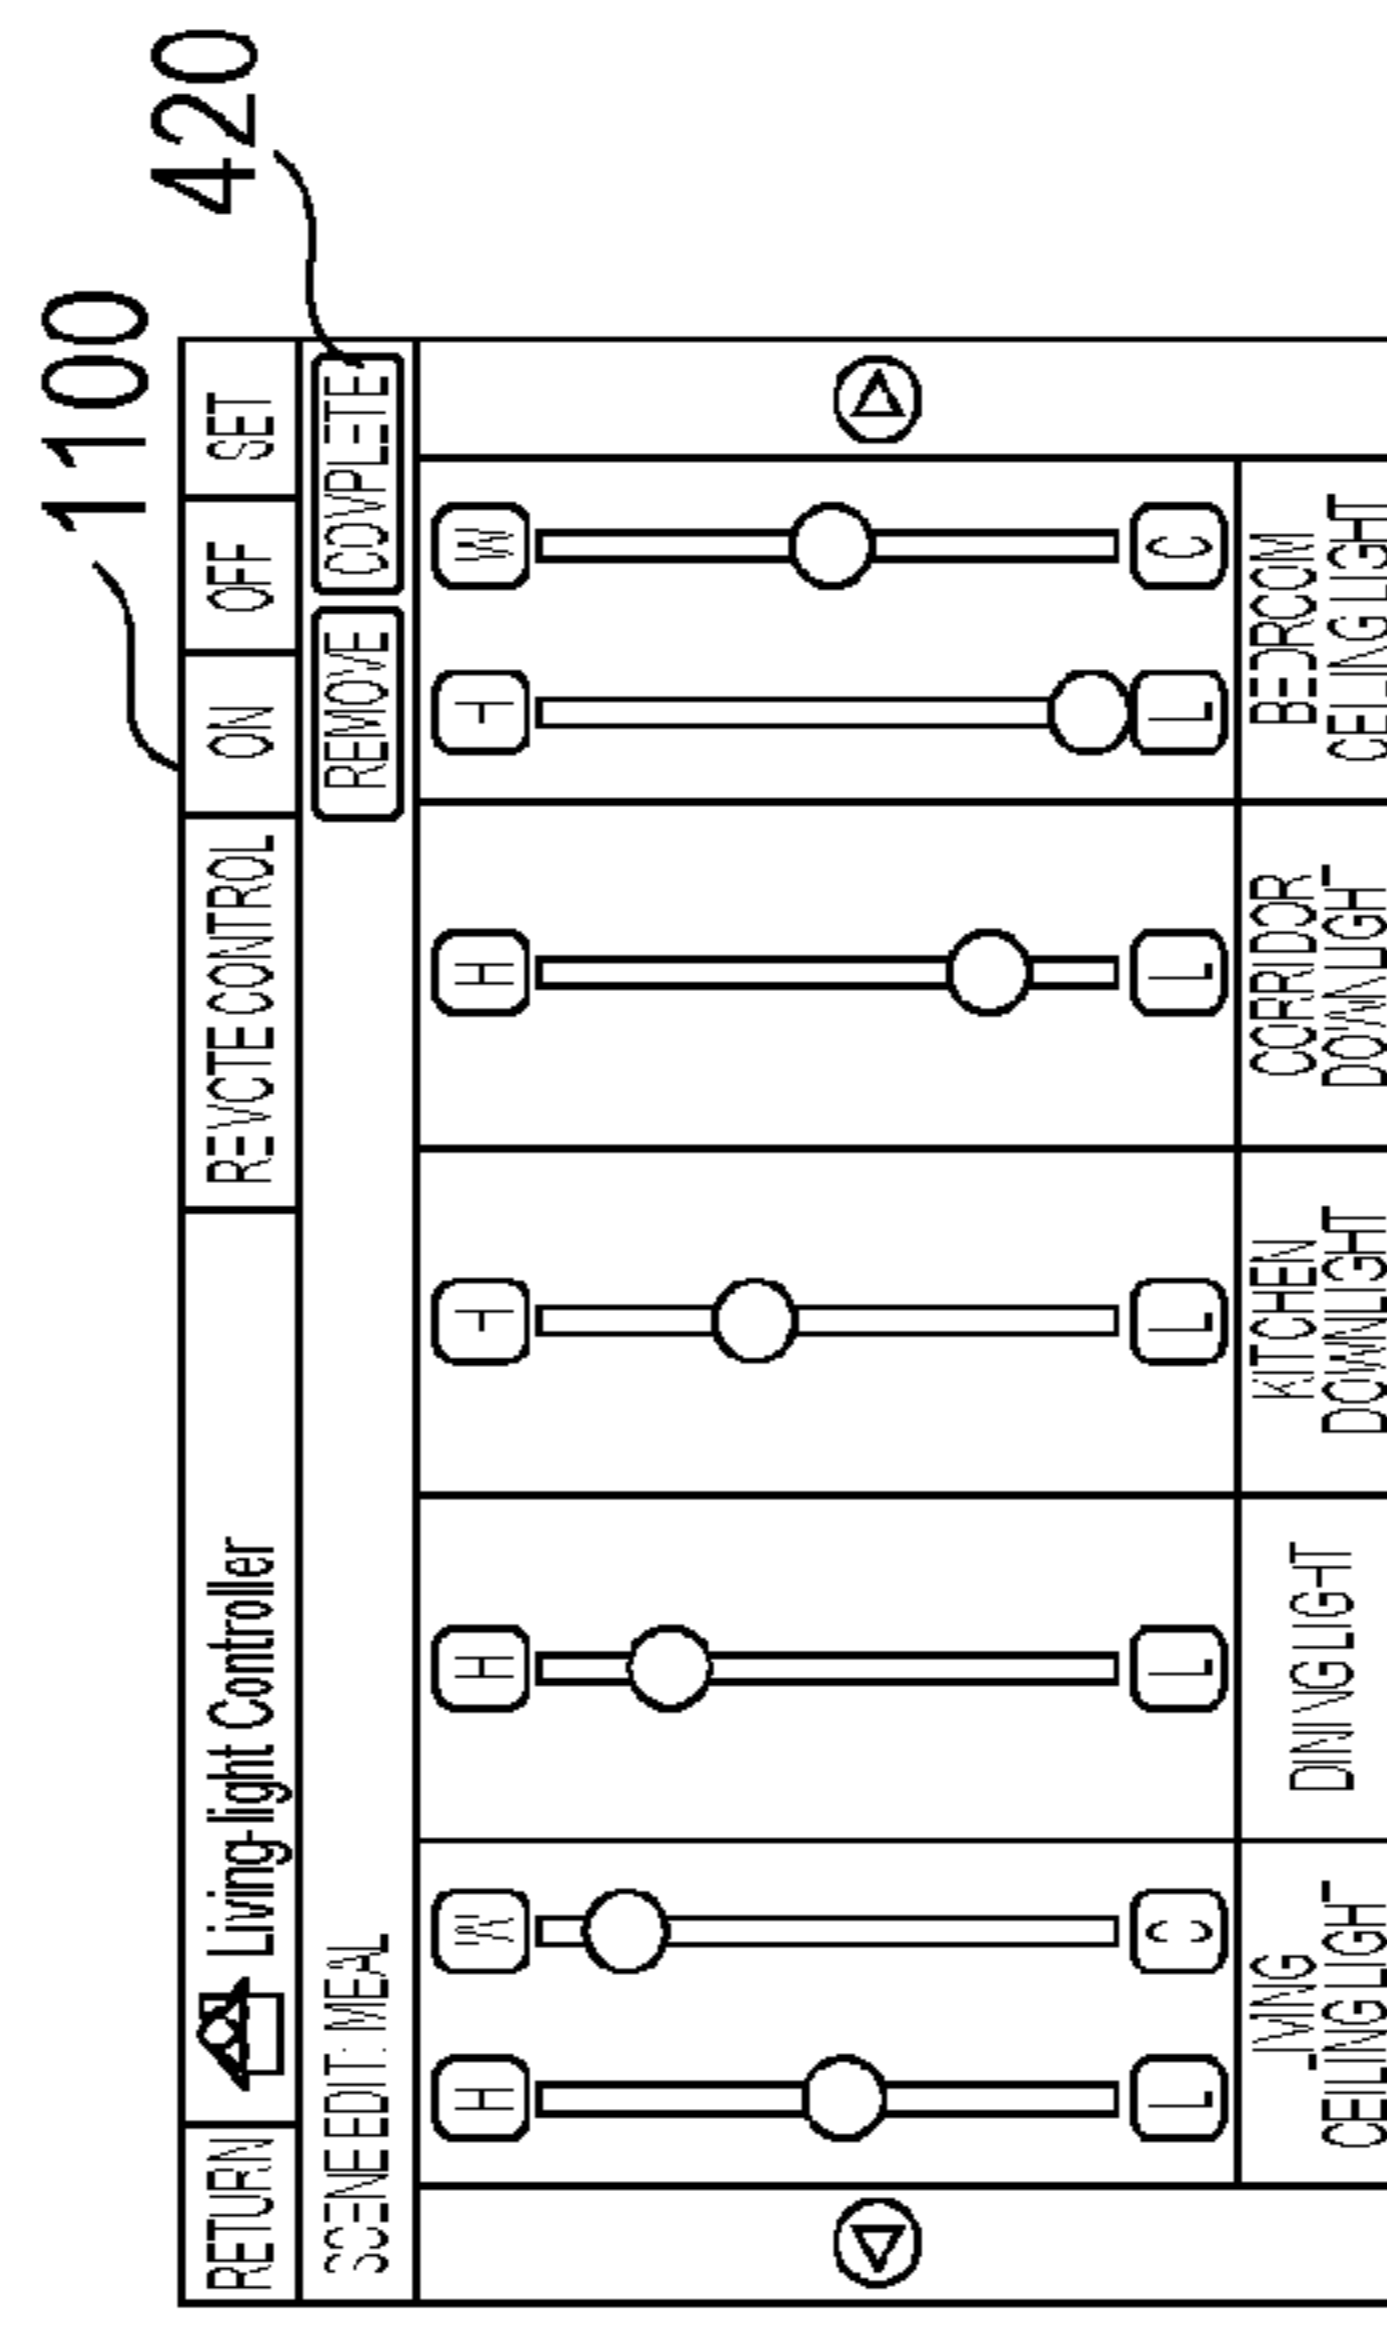 1100
420
RETURN
Living-light Controller
REMOTE CONTROL
ON
OFF
SET
SCENE EDIT: MEAL
REMOVE
COMPLETE
H
W
H
H
H
H
W
L
C
L
L
L
L
C
LIVING
CEILING LIGHT
DINING LIGHT
KITCHEN
DOWNLIGHT
CORRIDOR
DOWNLIGHT
BEDROOM
CEILING LIGHT